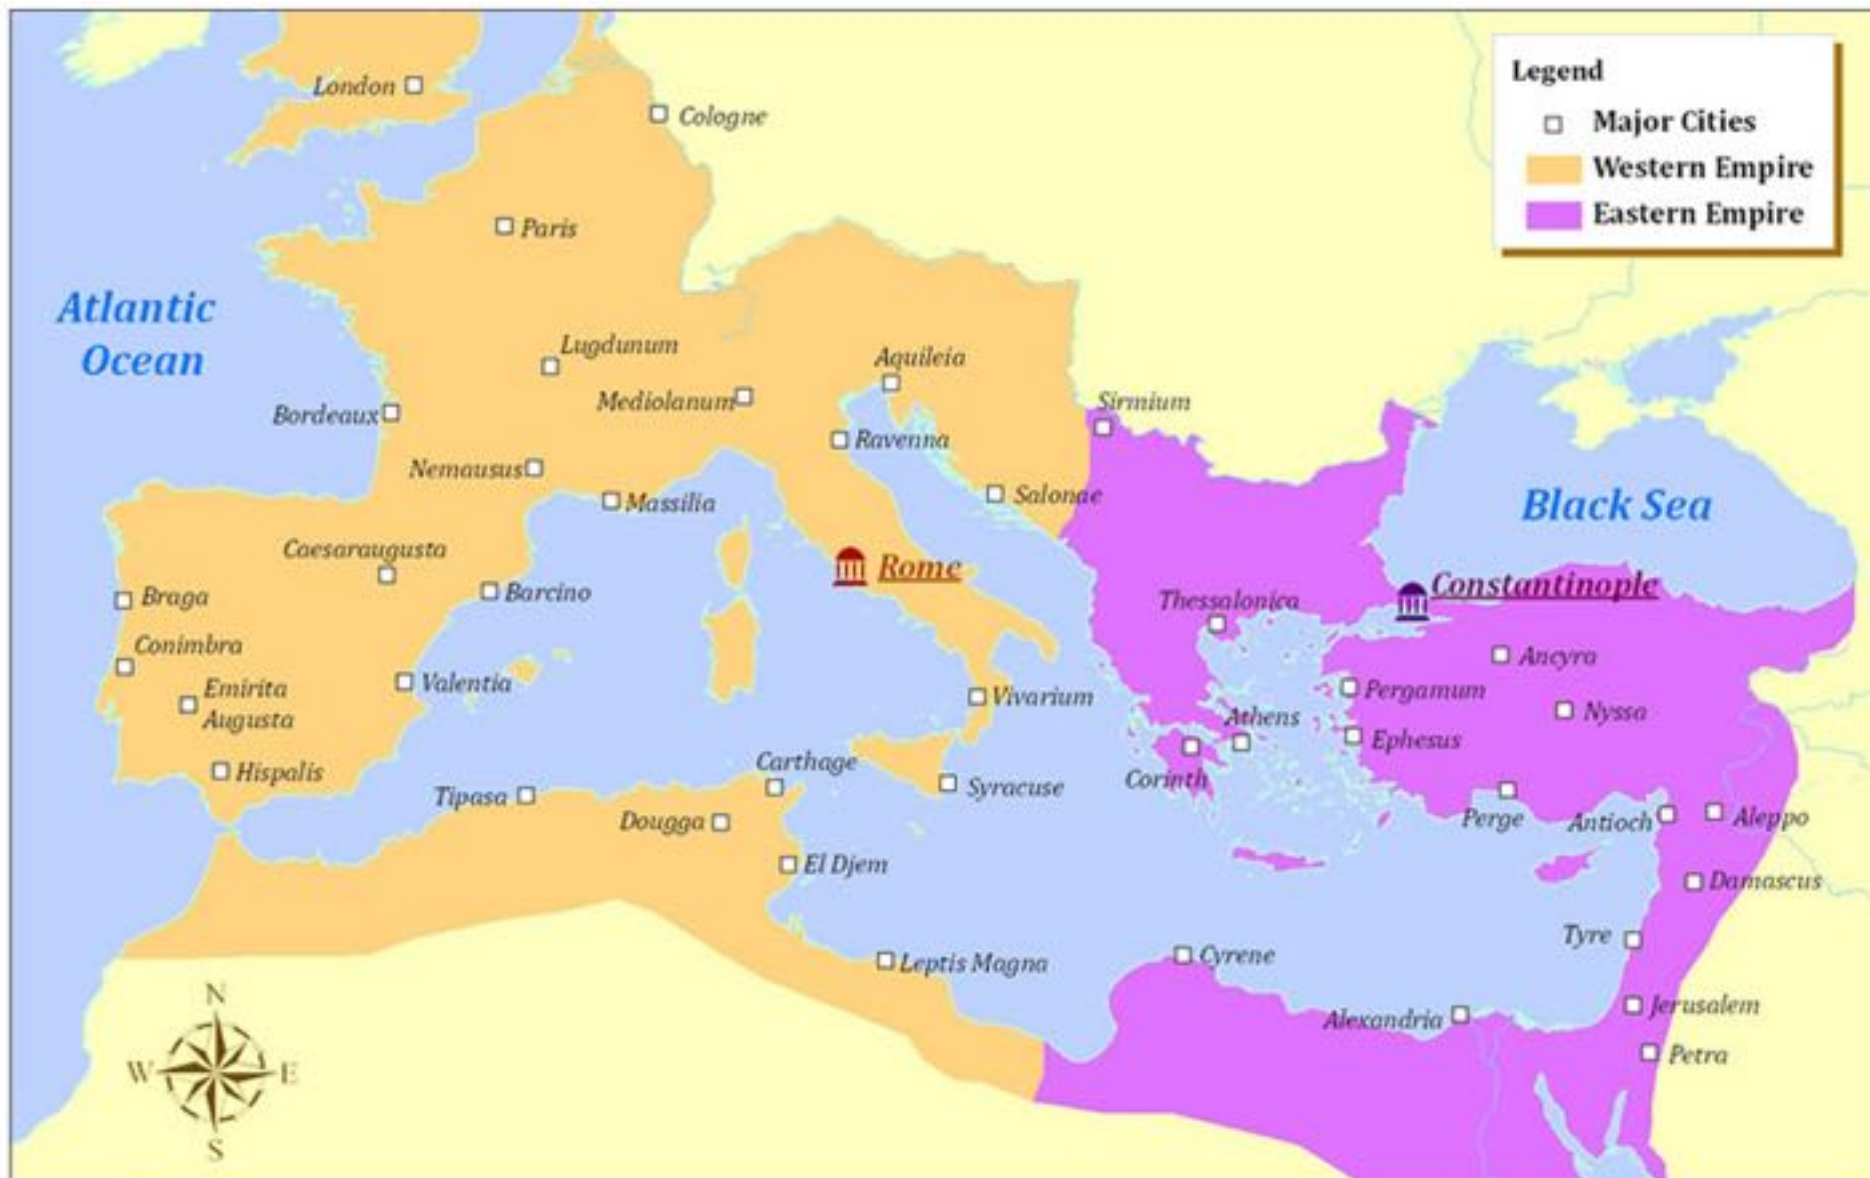 Legend
Major Cities
Western Empire
Eastern Empire
London
Cologne
Paris
Atlantic
Ocean
Lugdunum
Aquileia
Mediolanum
Sirmium
Bordeaux
Ravenna
Nemausus
Massilia
Salonae
Black Sea
Caesaraugusta
Rome
Constantinople
Braga
Barcino
Thessalonica
Conimbra
Ancyra
Emirita
Augusta
Valentia
Vivarium
Pergamum
Nyssa
Athens
Ephesus
Hispalis
Carthage
Corinth
Tipasa
Syracuse
Dougga
Perge
Antioch
Aleppo
El Djem
Damascus
Tyre
Leptis Magna
Cyrene
Alexandria
Jerusalem
Petra
N
W
E
S